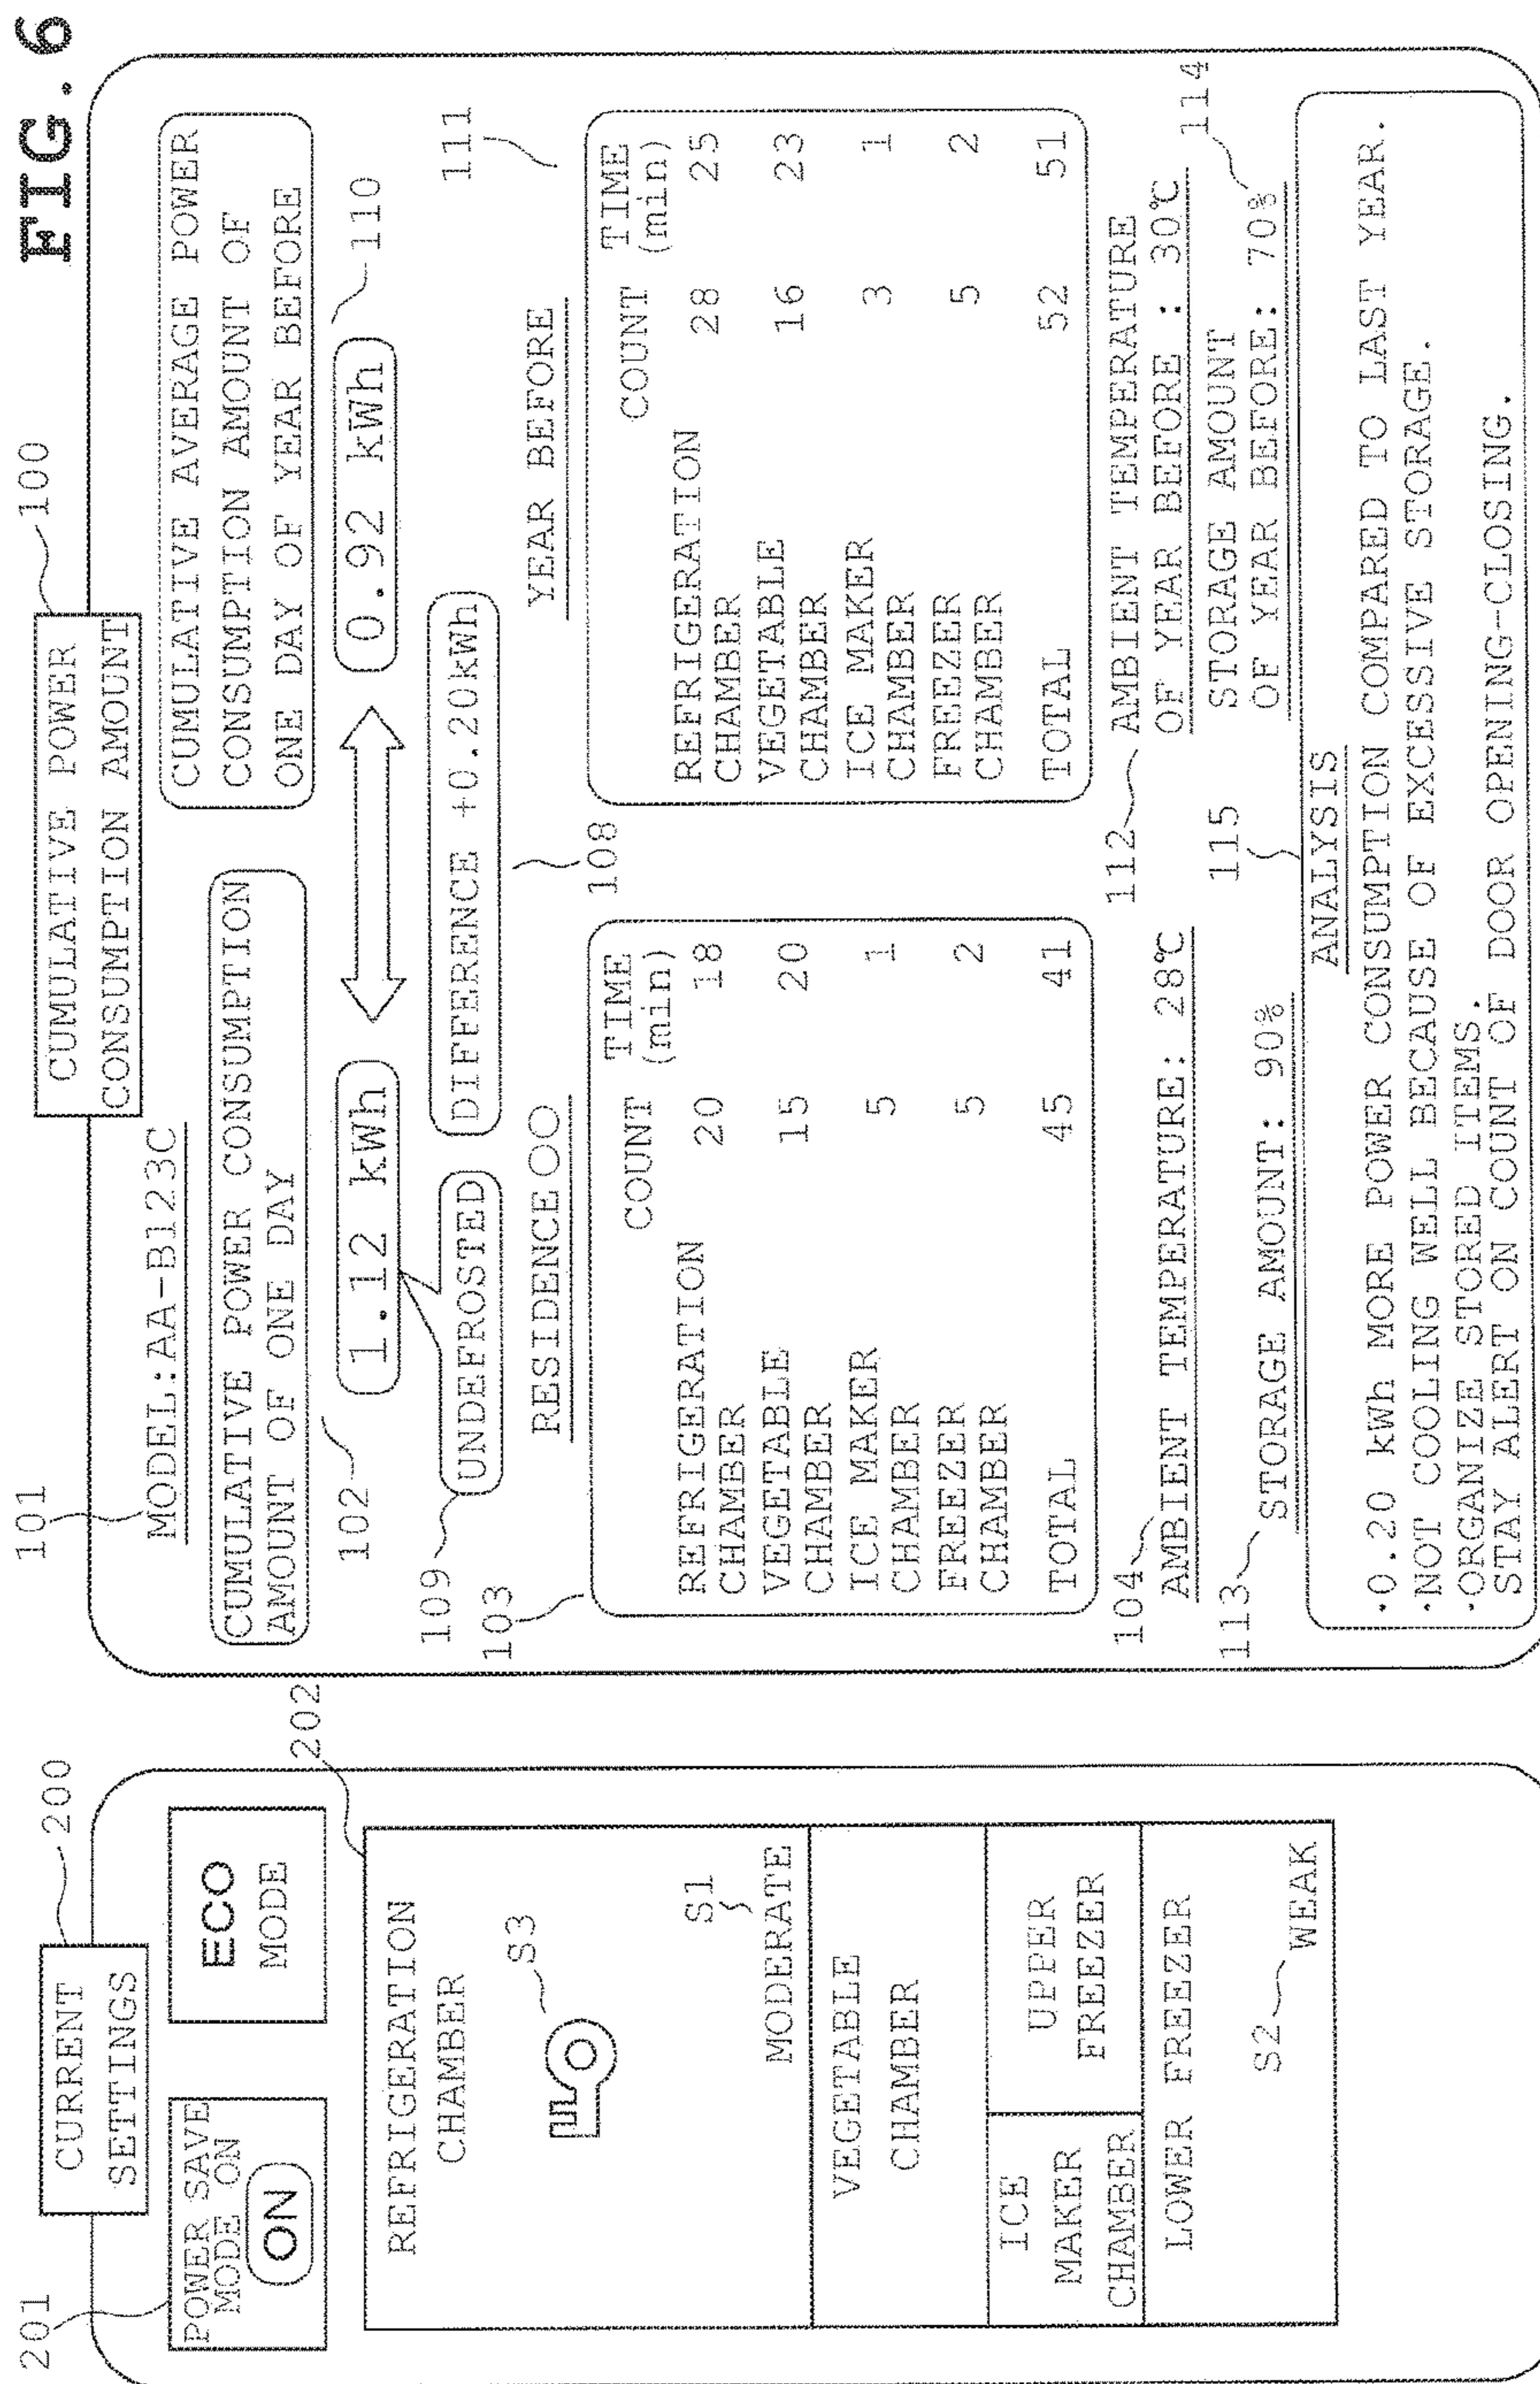 FIG.6
200
CURRENT
SETTINGS
201
POWER SAVE
MODE ON
ON
ECO
MODE
202
REFRIGERATION
CHAMBER
S3
S1
MODERATE
VEGETABLE
CHAMBER
ICE
MAKER
CHAMBER
UPPER
FREEZER
LOWER FREEZER
S2
WEAK
100
CUMULATIVE POWER
CONSUMPTION AMOUNT
101
MODEL:AA-B123C
CUMULATIVE POWER CONSUMPTION
AMOUNT OF ONE DAY
CUMULATIVE AVERAGE POWER
CONSUMPTION AMOUNT OF
ONE DAY OF YEAR BEFORE
102
1.12 kWh
0.92 kWh
110
109
UNDEFROSTED
DIFFERENCE +0.20kWh
108
103
RESIDENCE ○○
COUNT TIME
(min)
REFRIGERATION
CHAMBER 20 18
VEGETABLE
CHAMBER 15 20
ICE MAKER
CHAMBER 5 1
FREEZER
CHAMBER 5 2
TOTAL 45 41
YEAR BEFORE
111
COUNT TIME
(min)
REFRIGERATION
CHAMBER 28 25
VEGETABLE
CHAMBER 16 23
ICE MAKER
CHAMBER 3 1
FREEZER
CHAMBER 5 2
TOTAL 52 51
104
AMBIENT TEMPERATURE: 28℃
112
AMBIENT TEMPERATURE
OF YEAR BEFORE : 30℃
113
STORAGE AMOUNT: 90%
STORAGE AMOUNT
OF YEAR BEFORE: 70%
114
115
ANALYSIS
·0.20 kWh MORE POWER CONSUMPTION COMPARED TO LAST YEAR.
·NOT COOLING WELL BECAUSE OF EXCESSIVE STORAGE.
·ORGANIZE STORED ITEMS.
STAY ALERT ON COUNT OF DOOR OPENING-CLOSING.